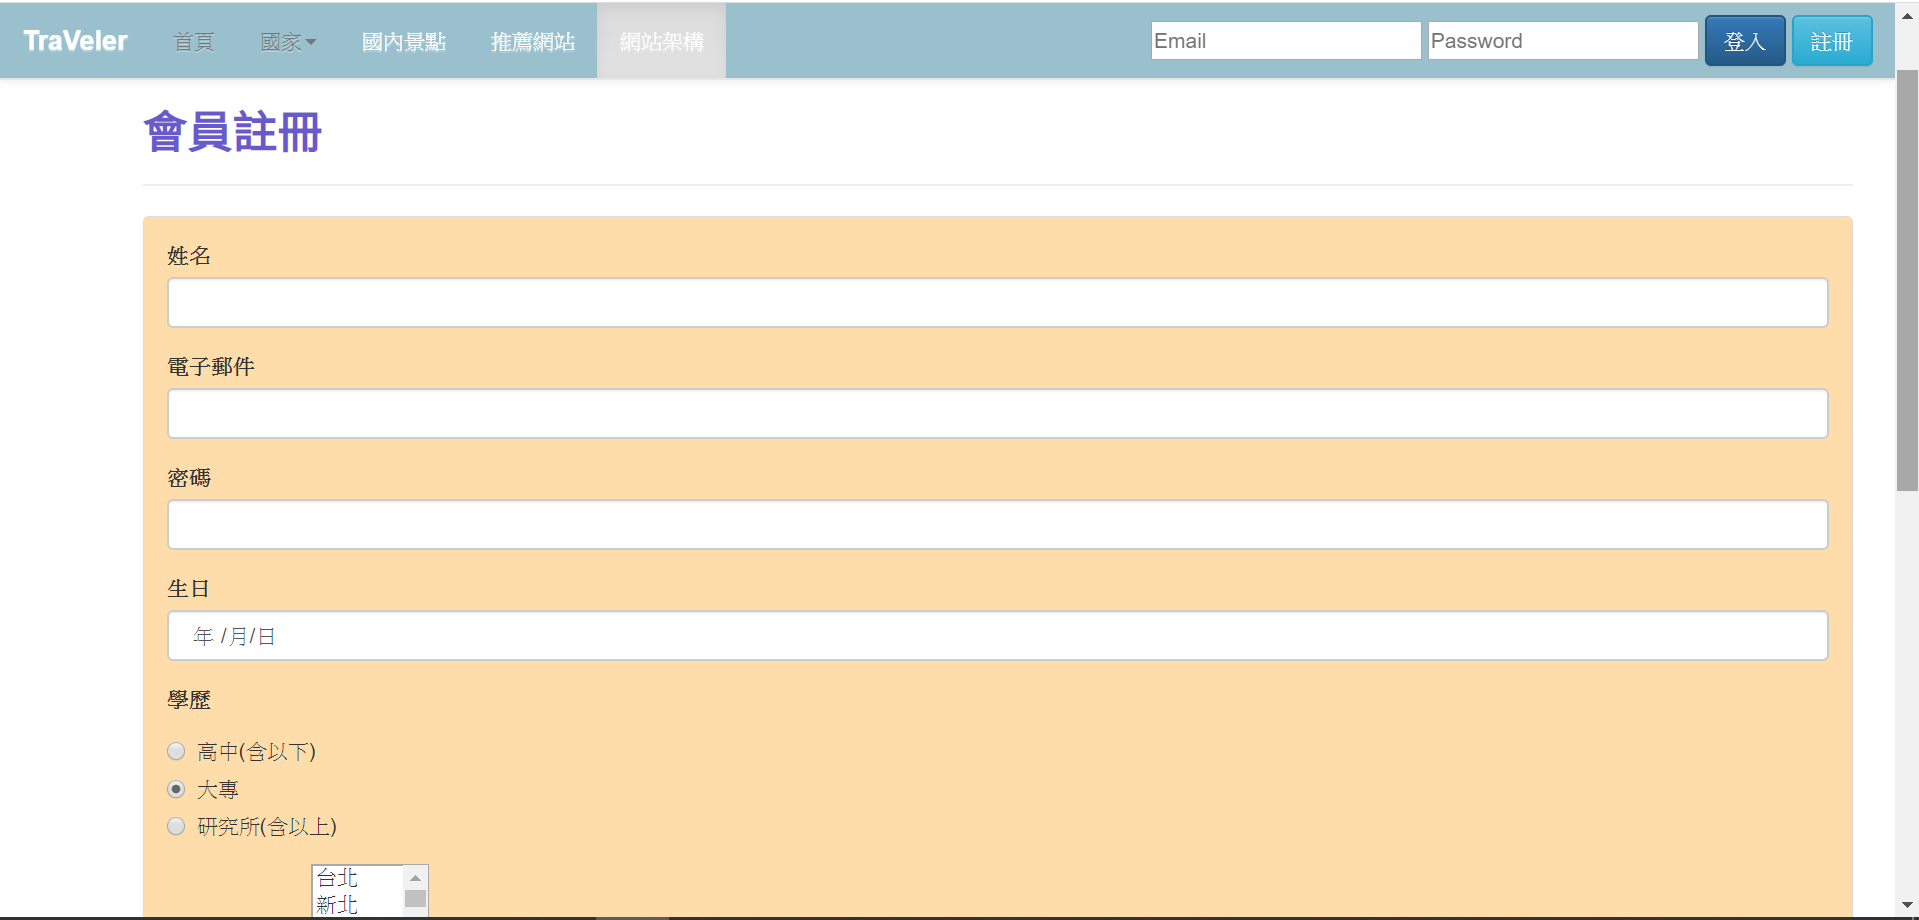 TraVeler 首頁 國家 國內景點 推薦網站 網站架構 Email Password 登入 註冊
會員註冊
姓名
電子郵件
密碼
生日
年 /月/日
學歷
高中(含以下)
大專
研究所(含以上)
台北
新北